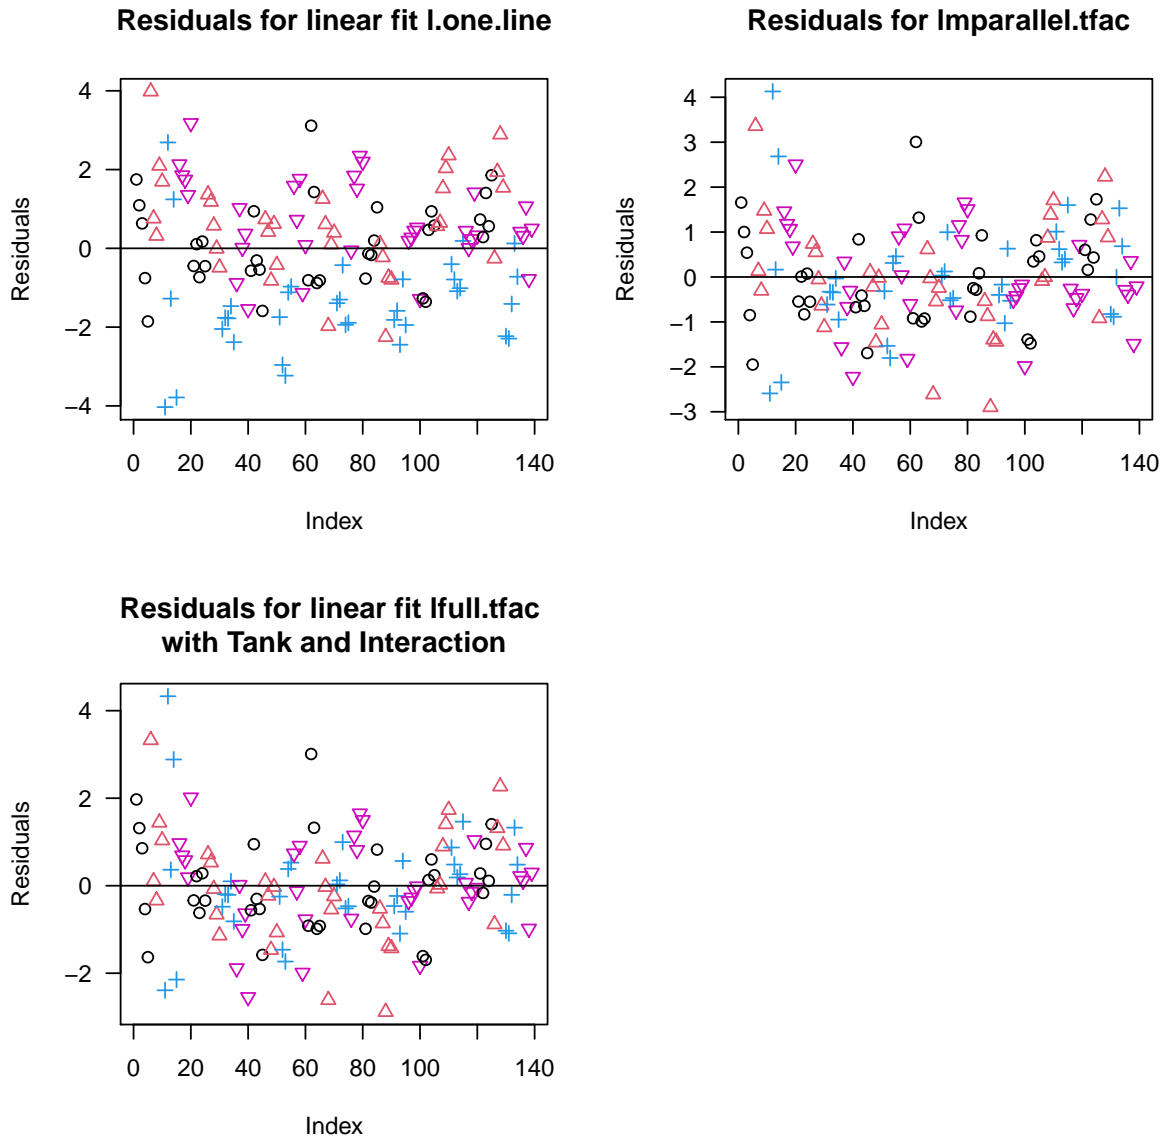 Residuals for linear fit l.one.line
4
2
0
−2
−4
Residuals
0 20 40 60 80 100 140
Index
Residuals for lmparallel.tfac
4
3
2
1
0
−1
−2
−3
Residuals
0 20 40 60 80 100 140
Index
Residuals for linear fit lfull.tfac
with Tank and Interaction
4
2
0
−2
Residuals
0 20 40 60 80 100 140
Index